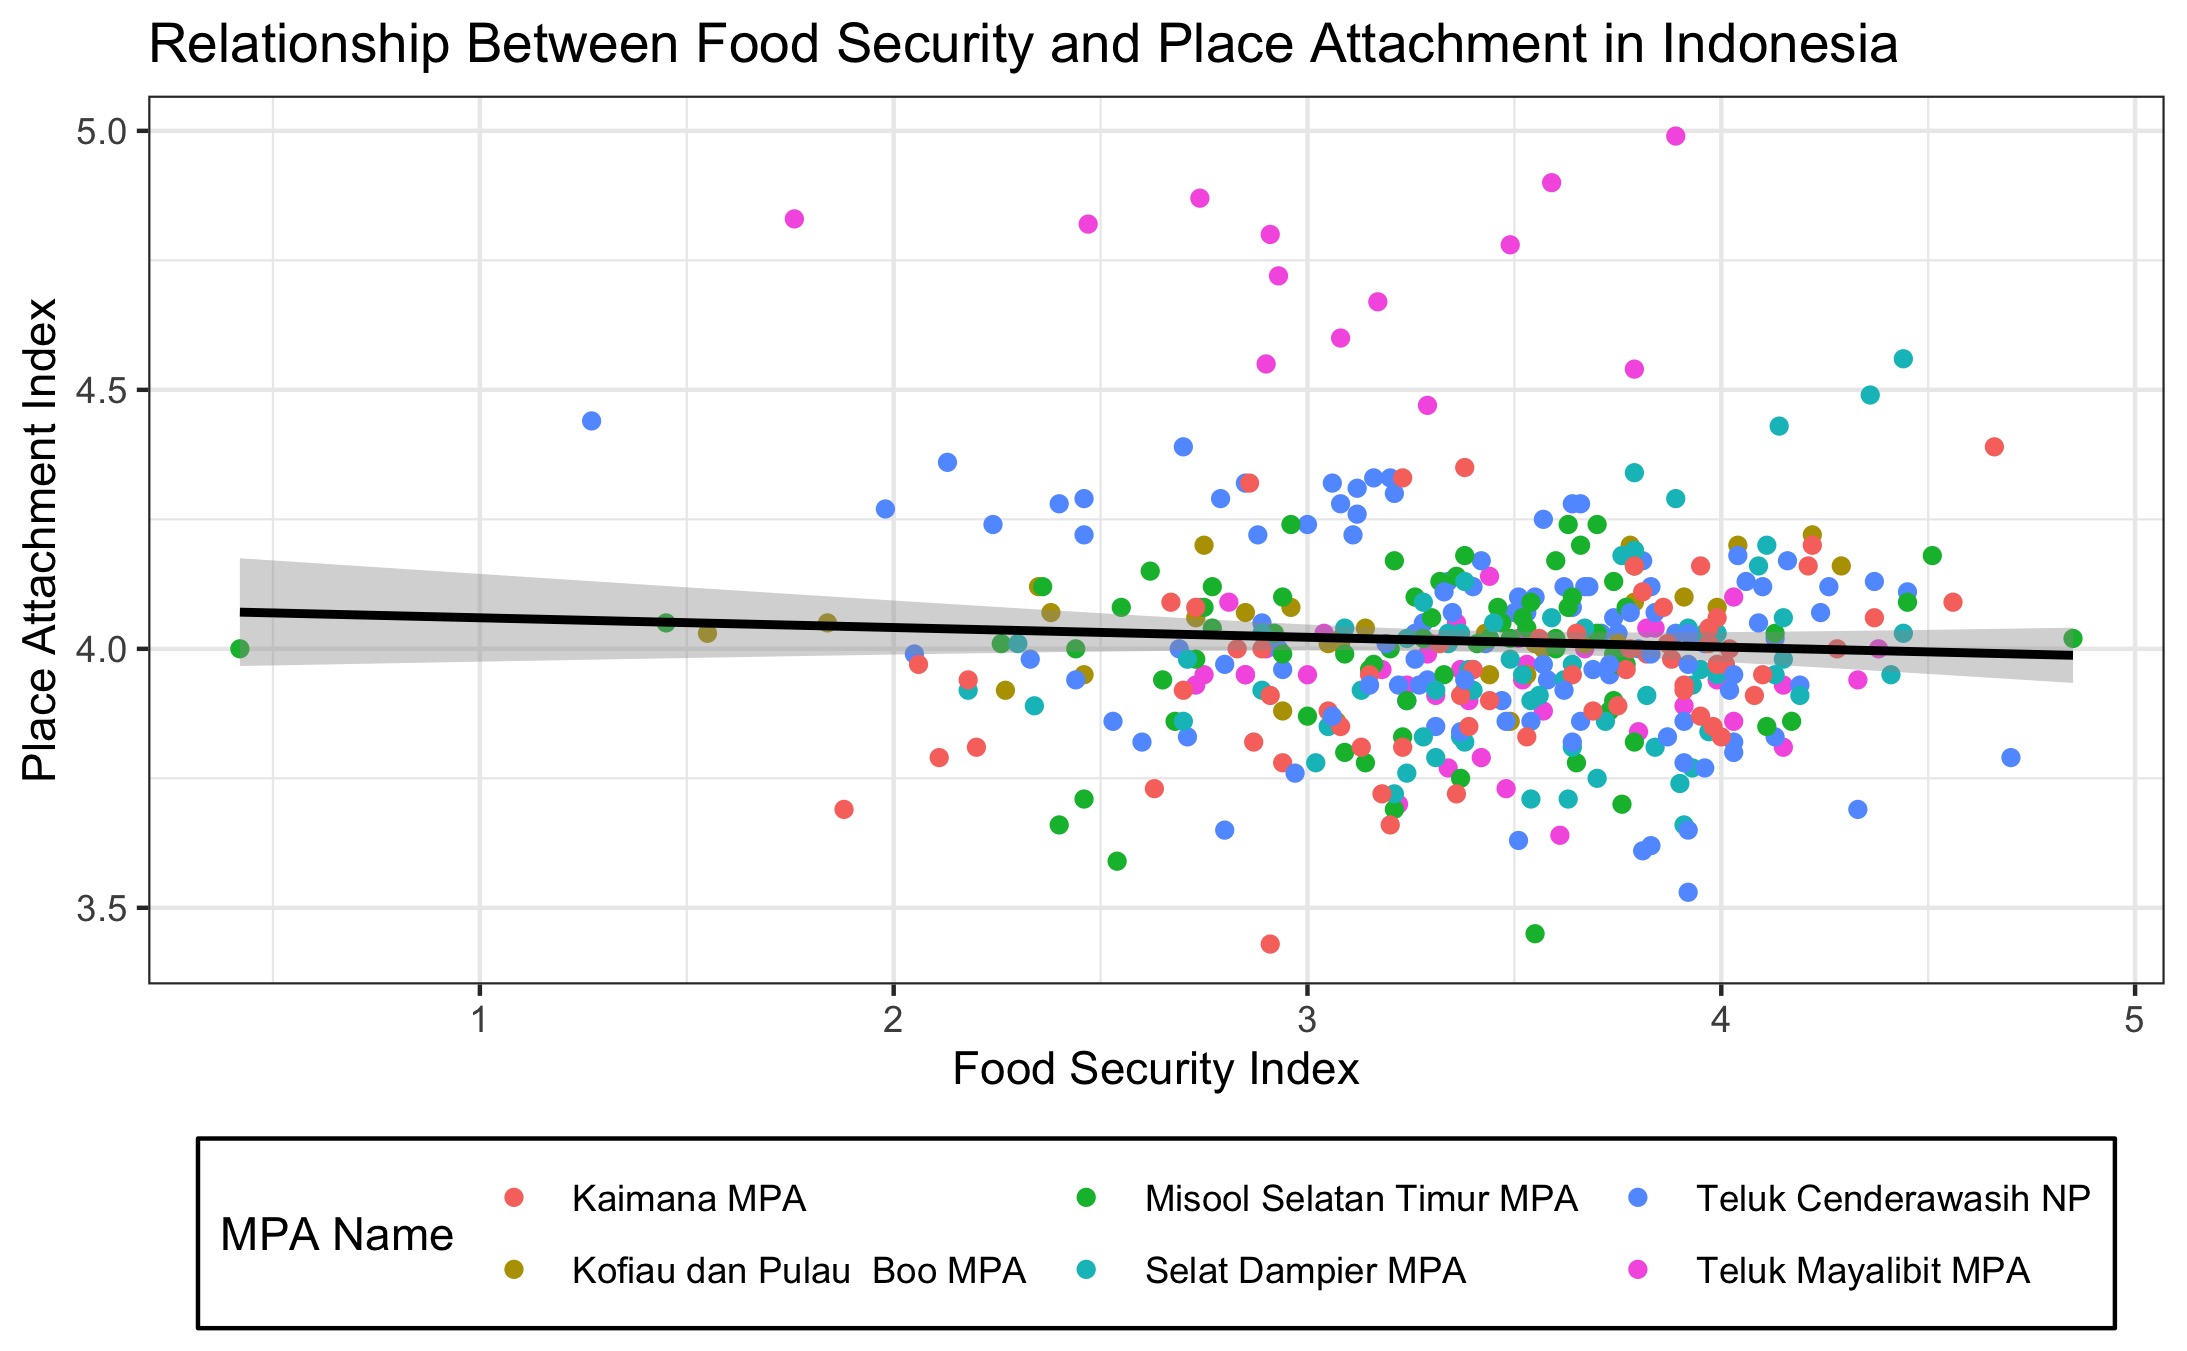 Relationship Between Food Security and Place Attachment in Indonesia
Place Attachment Index
5.0
4.5
4.0
3.5
1 2 3 4 5
Food Security Index
MPA Name
Kaimana MPA
Kofiau dan Pulau  Boo MPA
Misool Selatan Timur MPA
Selat Dampier MPA
Teluk Cenderawasih NP
Teluk Mayalibit MPA